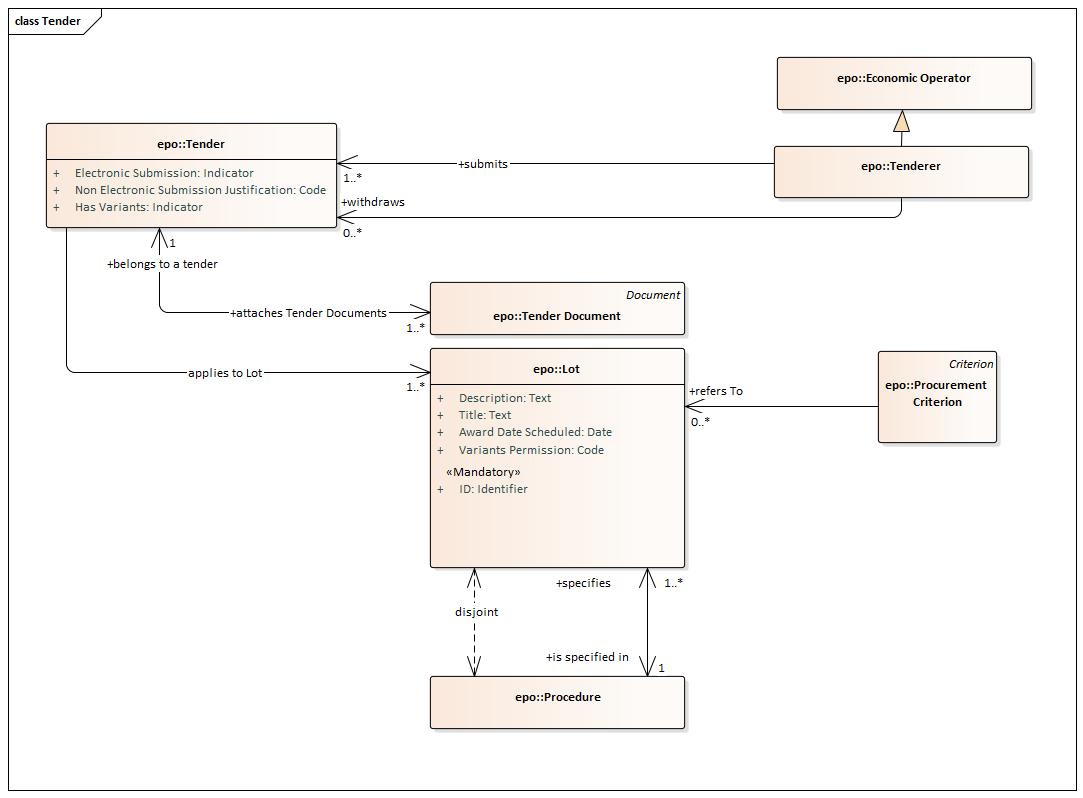 class Tender
epo::Economic Operator
epo::Tender
+ Electronic Submission: Indicator
+ Non Electronic Submission Justification: Code
+ Has Variants: Indicator
epo::Tenderer
+submits
1..*
+withdraws
0..*
1
+belongs to a tender
+attaches Tender Documents
1..*
Document
epo::Tender Document
applies to Lot
1..*
epo::Lot
+ Description: Text
+ Title: Text
+ Award Date Scheduled: Date
+ Variants Permission: Code
«Mandatory»
+ ID: Identifier
+refers To
0..*
Criterion
epo::Procurement
Criterion
+specifies
1..*
disjoint
+is specified in
1
epo::Procedure